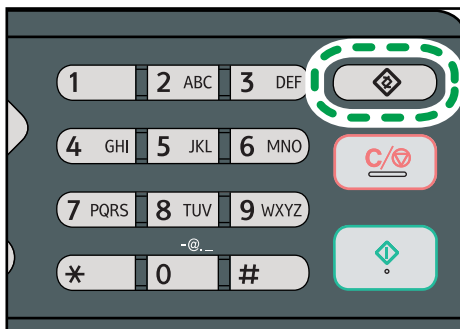 1 2 ABC 3 DEF
4 GHI 5 JKL 6 MNO
C/
7 PQRS 8 TUV 9 WXYZ
-@._
* 0 #